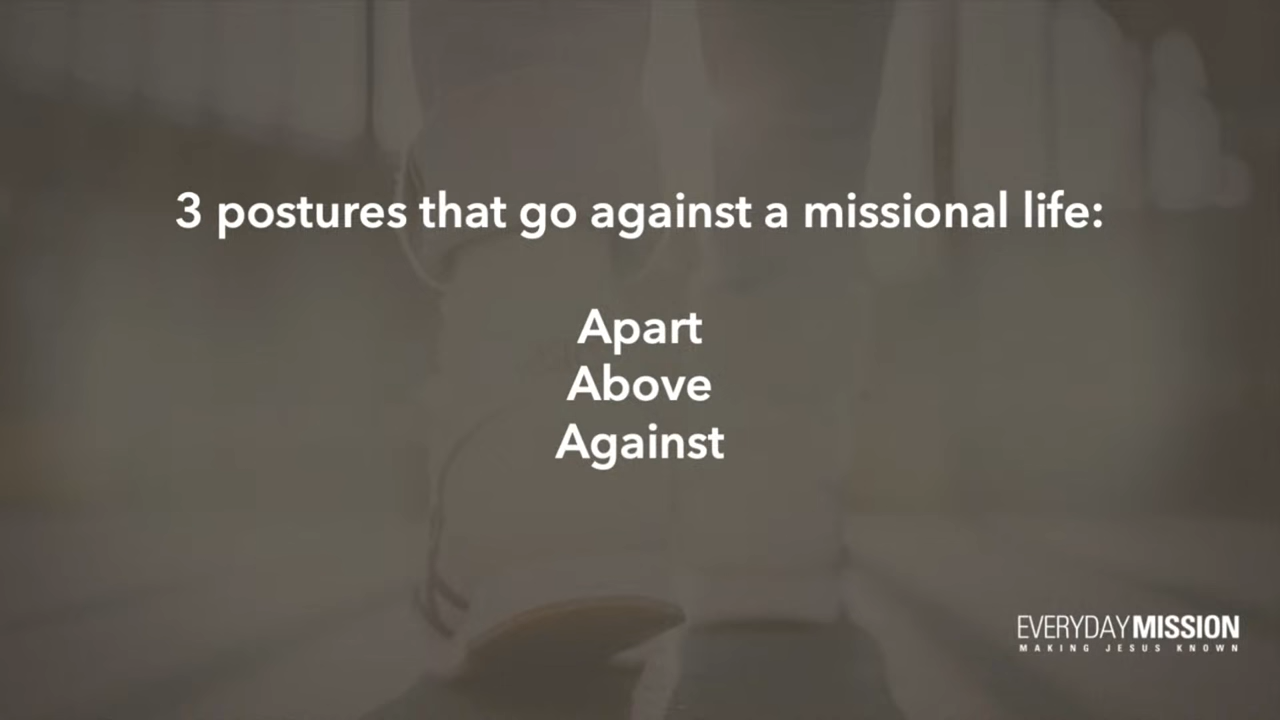 3 postures that go against a missional life:
Apart
Above
Against
EVERYDAYMISSION
MAKING JESUS KNOWN